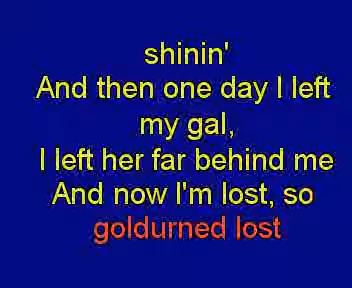 shinin'
And then one day I left
my gal,
I left her far behind me
And now I'm lost, so
goldurned lost